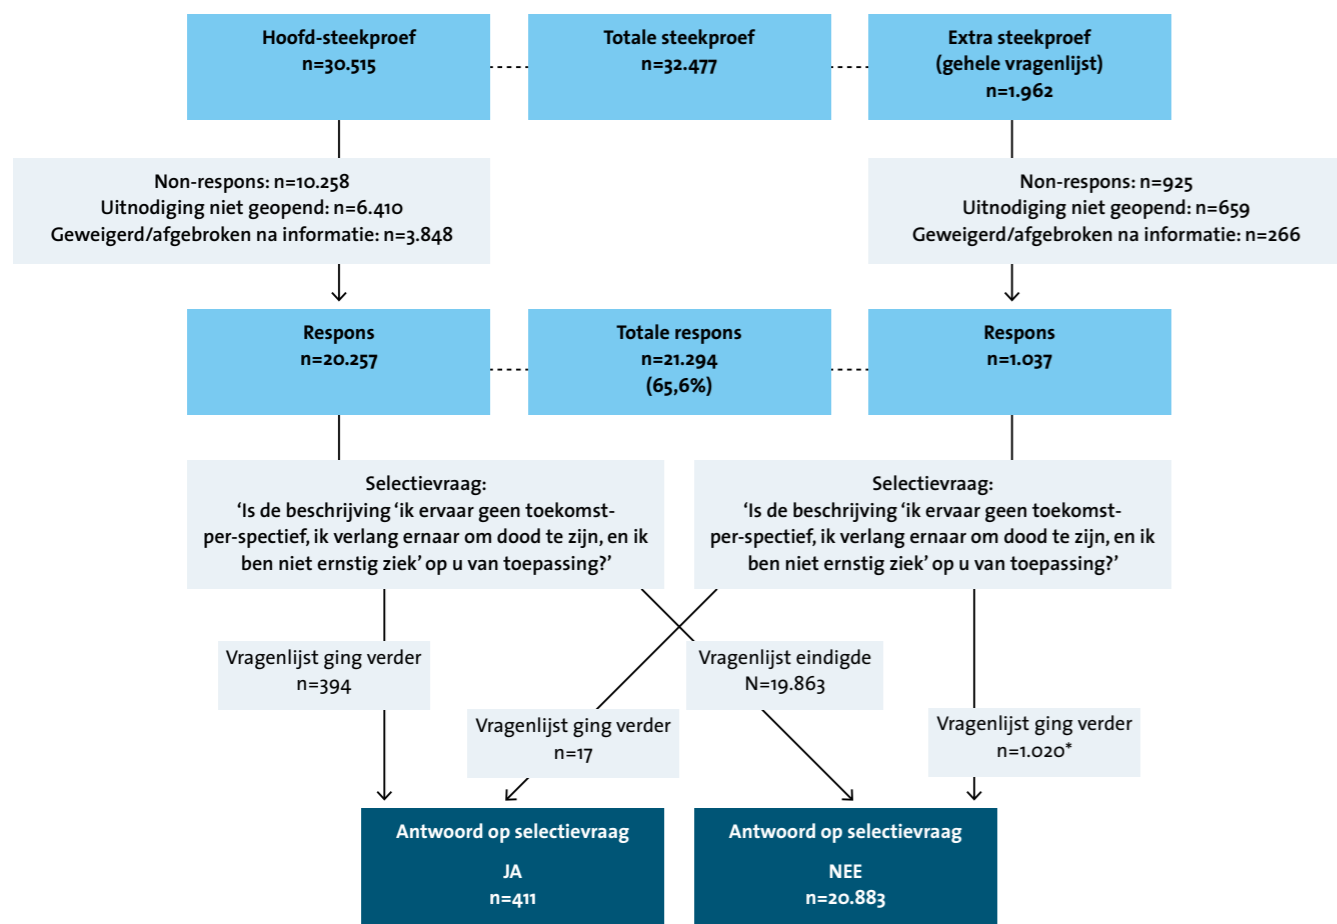 Hoofd-steekproef
n=30.515
Totale steekproef
n=32.477
Extra steekproef
(gehele vragenlijst)
n=1.962
Non-respons: n=10.258
Uitnodiging niet geopend: n=6.410
Geweigerd/afgebroken na informatie: n=3.848
Non-respons: n=925
Uitnodiging niet geopend: n=659
Geweigerd/afgebroken na informatie: n=266
Respons
n=20.257
Totale respons
n=21.294
(65,6%)
Respons
n=1.037
Selectievraag:
‘Is de beschrijving ‘ik ervaar geen toekomst-
per-spectief, ik verlang ernaar om dood te zijn, en ik
ben niet ernstig ziek’ op u van toepassing?’
Selectievraag:
‘Is de beschrijving ‘ik ervaar geen toekomst-
per-spectief, ik verlang ernaar om dood te zijn, en ik
ben niet ernstig ziek’ op u van toepassing?’
Vragenlijst ging verder
n=394
Vragenlijst eindigde
N=19.863
Vragenlijst ging verder
n=17
Vragenlijst ging verder
n=1.020*
Antwoord op selectievraag
JA
n=411
Antwoord op selectievraag
NEE
n=20.883